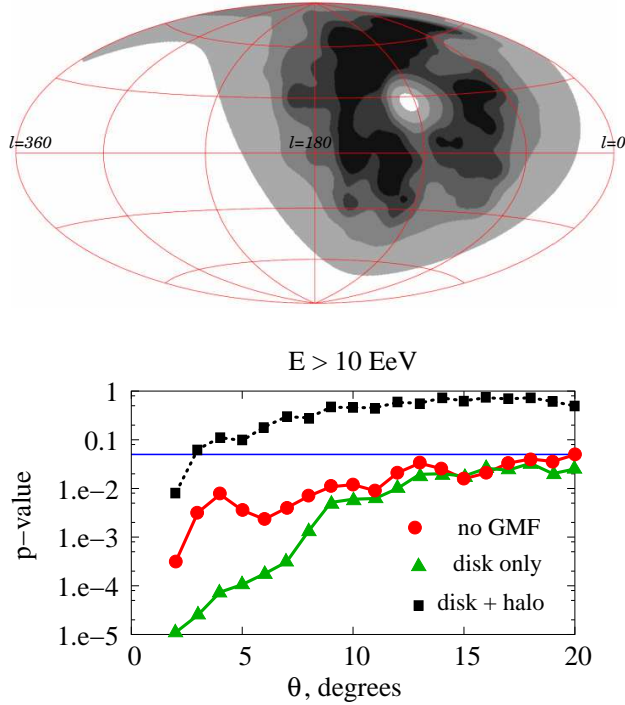 l=360
l=180
l=0
E > 10 EeV
1
0.1
1.e−2
1.e−3
1.e−4
1.e−5
p−value
no GMF
disk only
disk + halo
0
5
10
15
20
θ, degrees